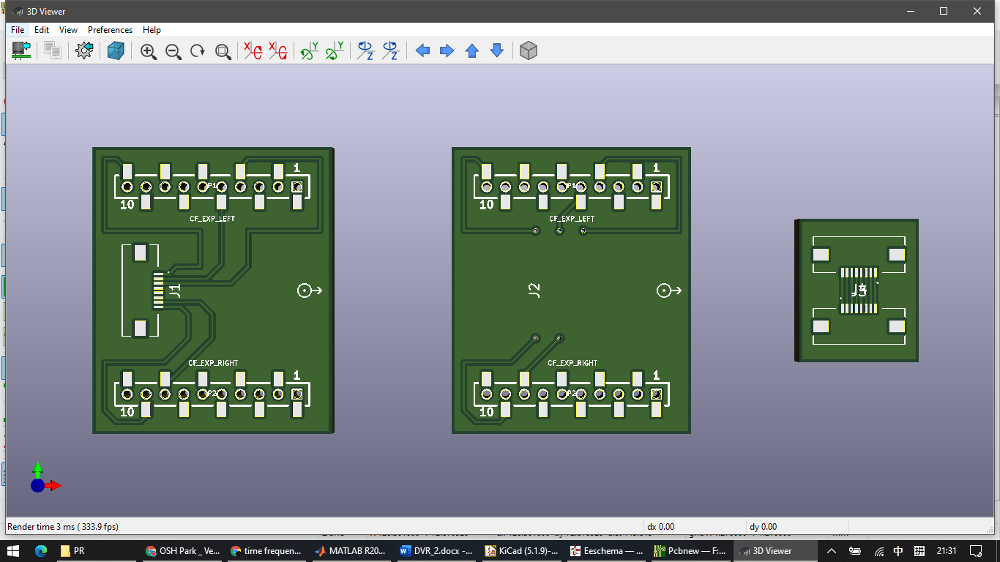 3D Viewer
File Edit View Preferences Help
1
P1
10
CF_EXP_LEFT
J1
CF_EXP_RIGHT
1
P2
10
1
P1
10
CF_EXP_LEFT
J2
CF_EXP_RIGHT
1
P2
10
Render time 3 ms ( 333.9 fps)
dx 0.00
dy 0.00
PR
OSH Park _ Ve...
time frequen...
MATLAB R20...
DVR_2.docx -...
KiCad (5.1.9)-...
Eeschema — ...
Pcbnew — F:...
3D Viewer
中
拼
21:31